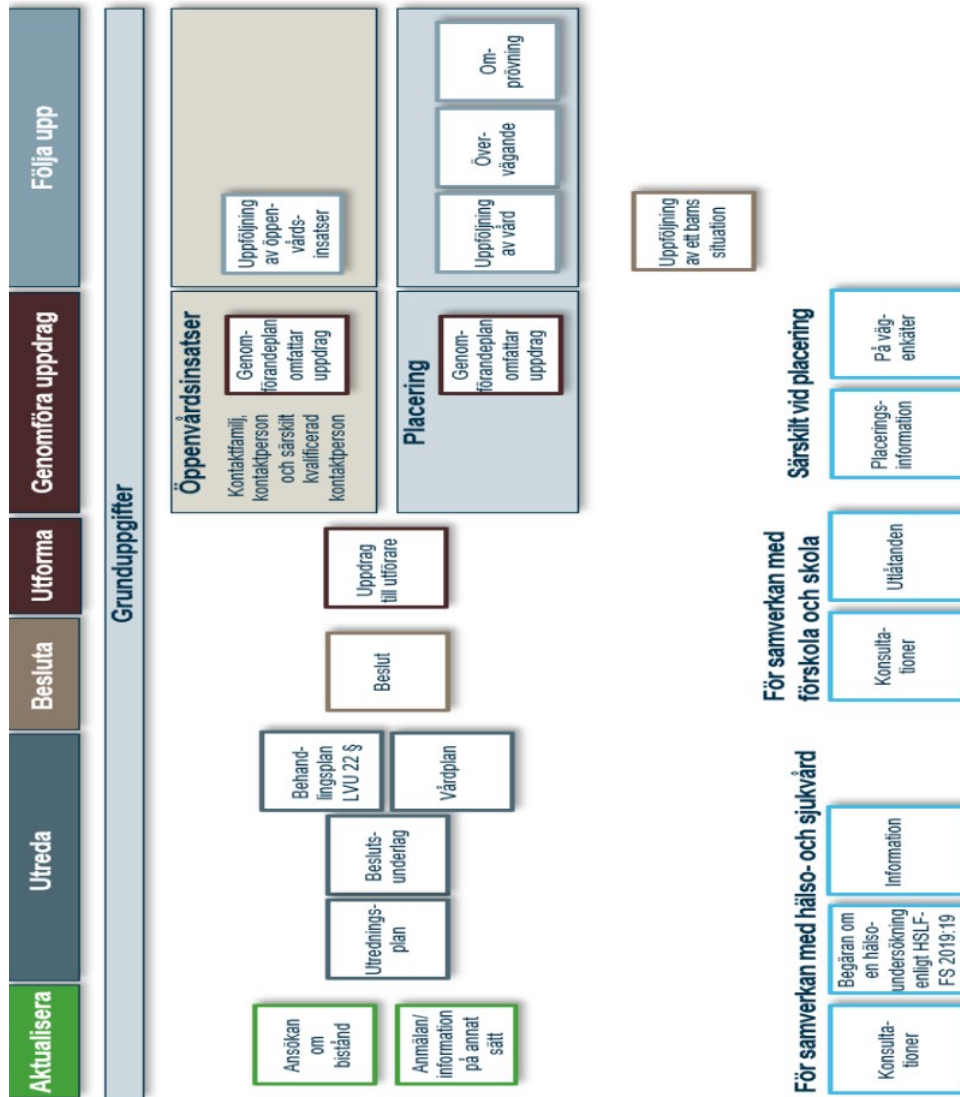 Aktualisera
Utreda
Besluta
Utforma
Genomföra uppdrag
Följa upp
Grunduppgifter
Ansökan
om
bistånd
Anmälan/
information
på annat
sätt
Utrednings-
plan
Besluts-
underlag
Behand-
lingsplan
LVU 22 §
Vårdplan
Beslut
Uppdrag
till utförare
Öppenvårdsinsatser
Kontaktfamilj,
kontaktperson
och särskilt
kvalificerad
kontaktperson
Genom-
förandeplan
omfattar
uppdrag
Uppföljning
av öppen-
vårds-
insatser
Placering
Genom-
förandeplan
omfattar
uppdrag
Uppföljning
av vård
Över-
vägande
Om-
prövning
Uppföljning
av ett barns
situation
För samverkan med hälso- och sjukvård
Konsulta-
tioner
Begäran om
en hälso-
undersökning
enligt HSLF-
FS 2019:19
Information
För samverkan med
förskola och skola
Konsulta-
tioner
Utlåtanden
Särskilt vid placering
Placerings-
information
På väg-
enkäter